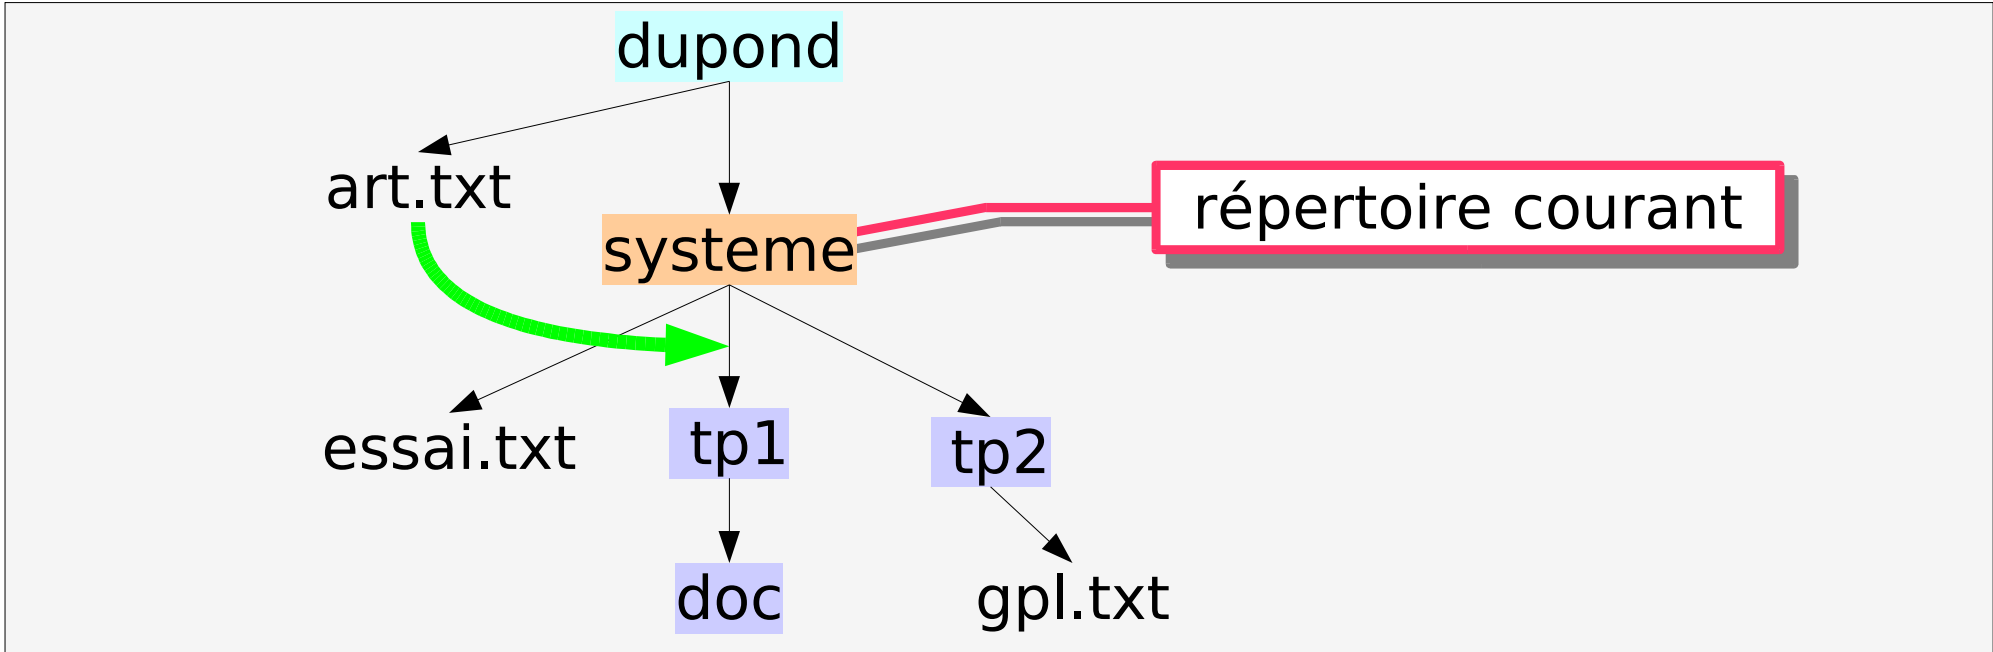 dupond
art.txt
répertoire courant
systeme
essai.txt
tp1
tp2
doc
gpl.txt